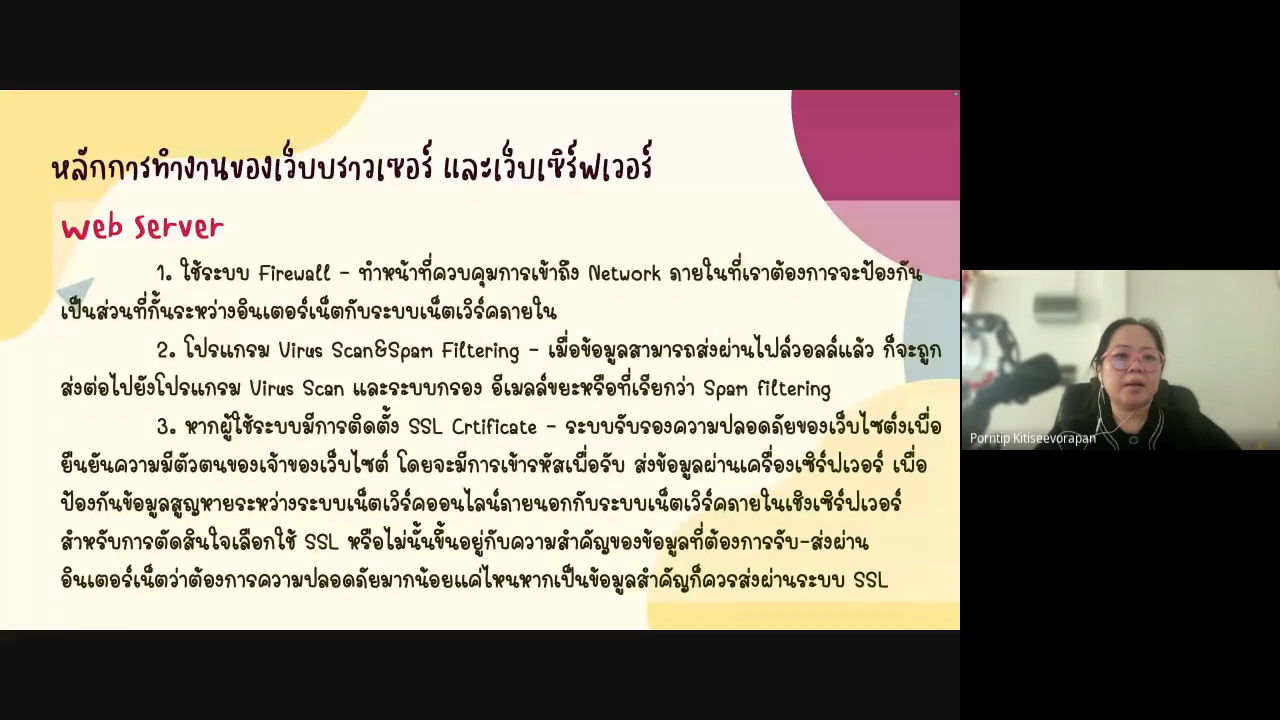 หลักการทำงานของเว็บบราวเซอร์ และเว็บเซิร์ฟเวอร์
Web Server
1. ใช้ระบบ Firewall - ทำหน้าที่ควบคุมการเข้าถึง Network ภายในที่เราต้องการจะป้องกัน
เป็นส่วนที่กั้นระหว่างอินเตอร์เน็ตกับระบบเน็ตเวิร์คภายใน
2. โปรแกรม Virus Scan&Spam Filtering - เมื่อข้อมูลสามารถส่งผ่านไฟล์วอลล์แล้ว ก็จะถูก
ส่งต่อไปยังโปรแกรม Virus Scan และระบบกรอง อีเมลล์ขยะหรือที่เรียกว่า Spam filtering
3. หากผู้ใช้ระบบมีการติดตั้ง SSL Crtificate - ระบบรับรองความปลอดภัยของเว็บไซต์งเพื่อ
ยืนยันความมีตัวตนของเจ้าของเว็บไซต์ โดยจะมีการเข้ารหัสเพื่อรับ ส่งข้อมูลผ่านเครื่องเซิร์ฟเวอร์ เพื่อ
ป้องกันข้อมูลสูญหายระหว่างระบบเน็ตเวิร์คออนไลน์ภายนอกกับระบบเน็ตเวิร์คภายในเชิงเซิร์ฟเวอร์
สำหรับการตัดสินใจเลือกใช้ SSL หรือไม่นั้นขึ้นอยู่กับความสำคัญของข้อมูลที่ต้องการรับ-ส่งผ่าน
อินเตอร์เน็ตว่าต้องการความปลอดภัยมากน้อยแค่ไหนหากเป็นข้อมูลสำคัญก็ควรส่งผ่านระบบ SSL
Porntip Kitiseevorapan